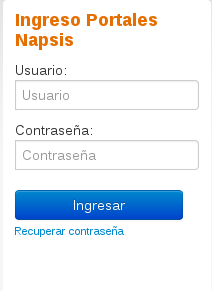 Ingreso Portales
Napsis
Usuario:
Usuario
Contraseña:
Contraseña
Ingresar
Recuperar contraseña